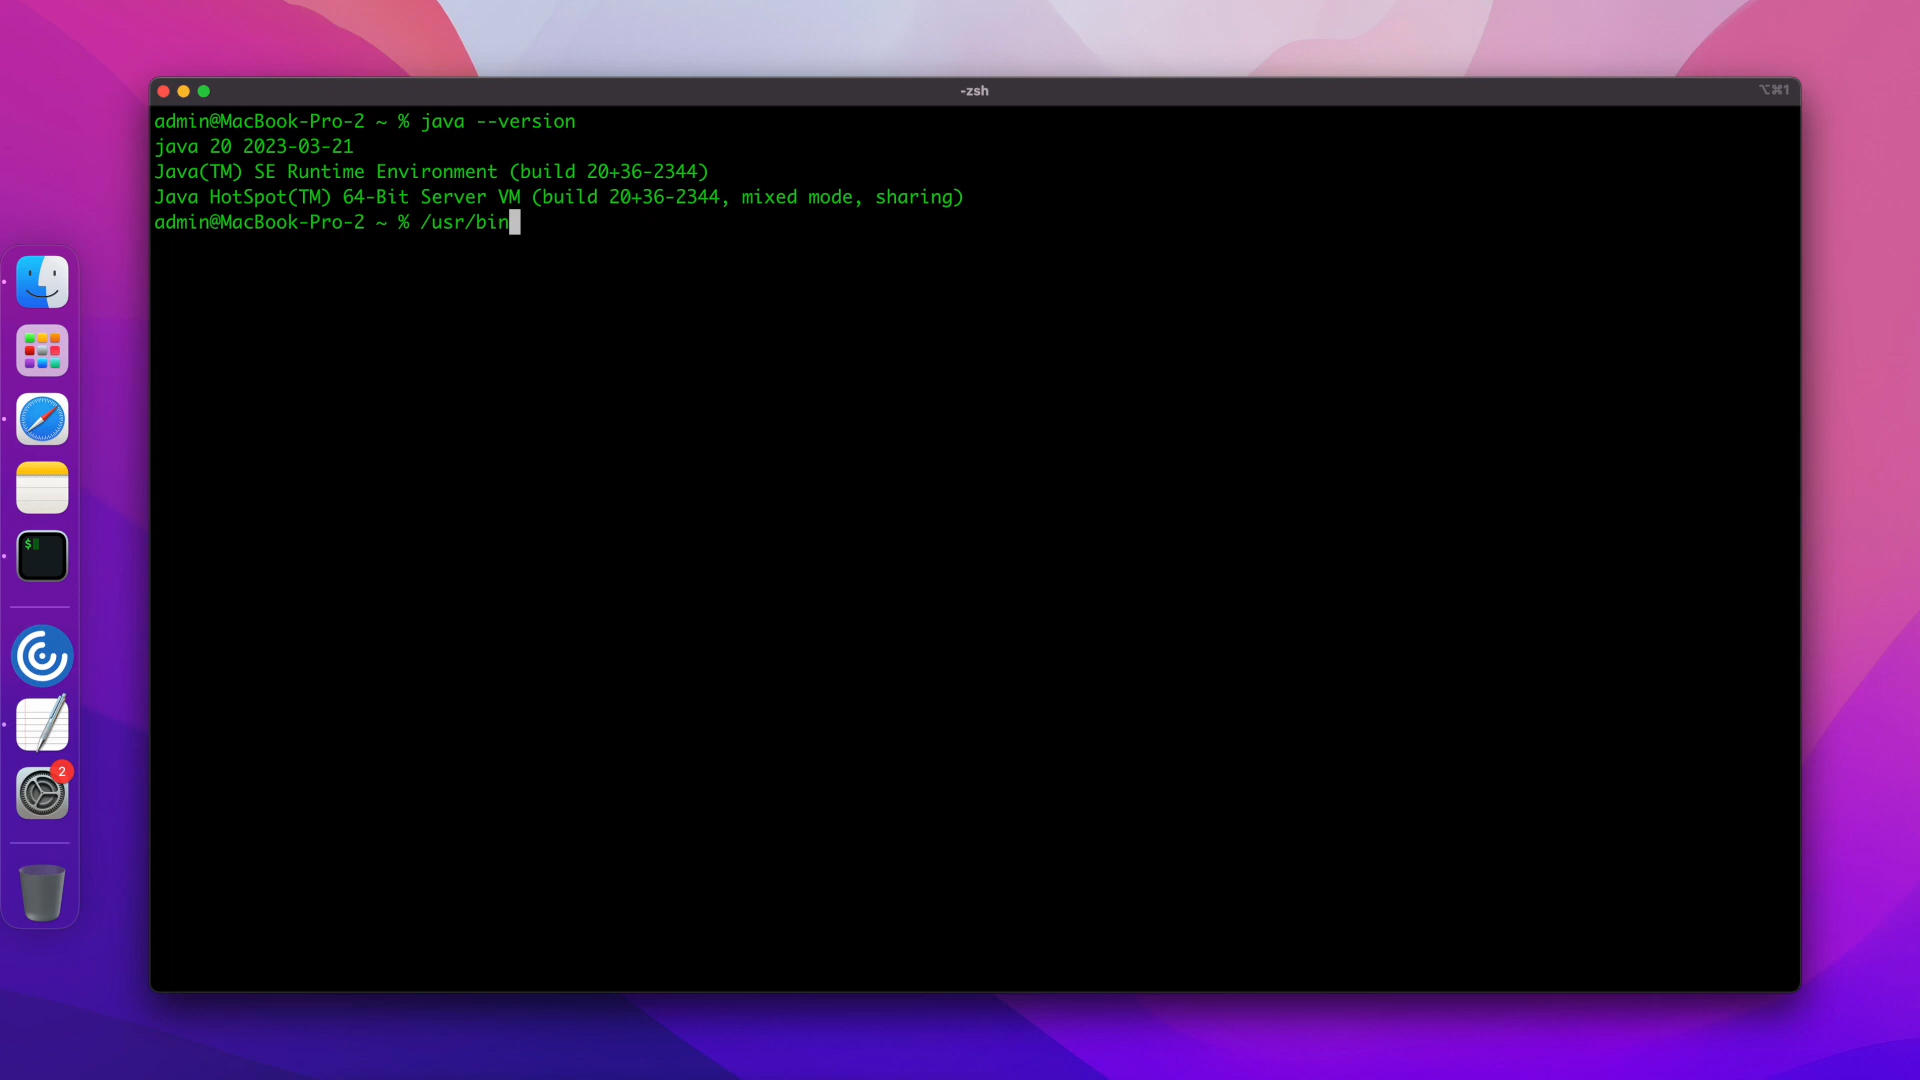 -zsh
⌥⌘1
admin@MacBook-Pro-2 ~ % java --version
java 20 2023-03-21
Java(TM) SE Runtime Environment (build 20+36-2344)
Java HotSpot(TM) 64-Bit Server VM (build 20+36-2344, mixed mode, sharing)
admin@MacBook-Pro-2 ~ % /usr/bin
$
2